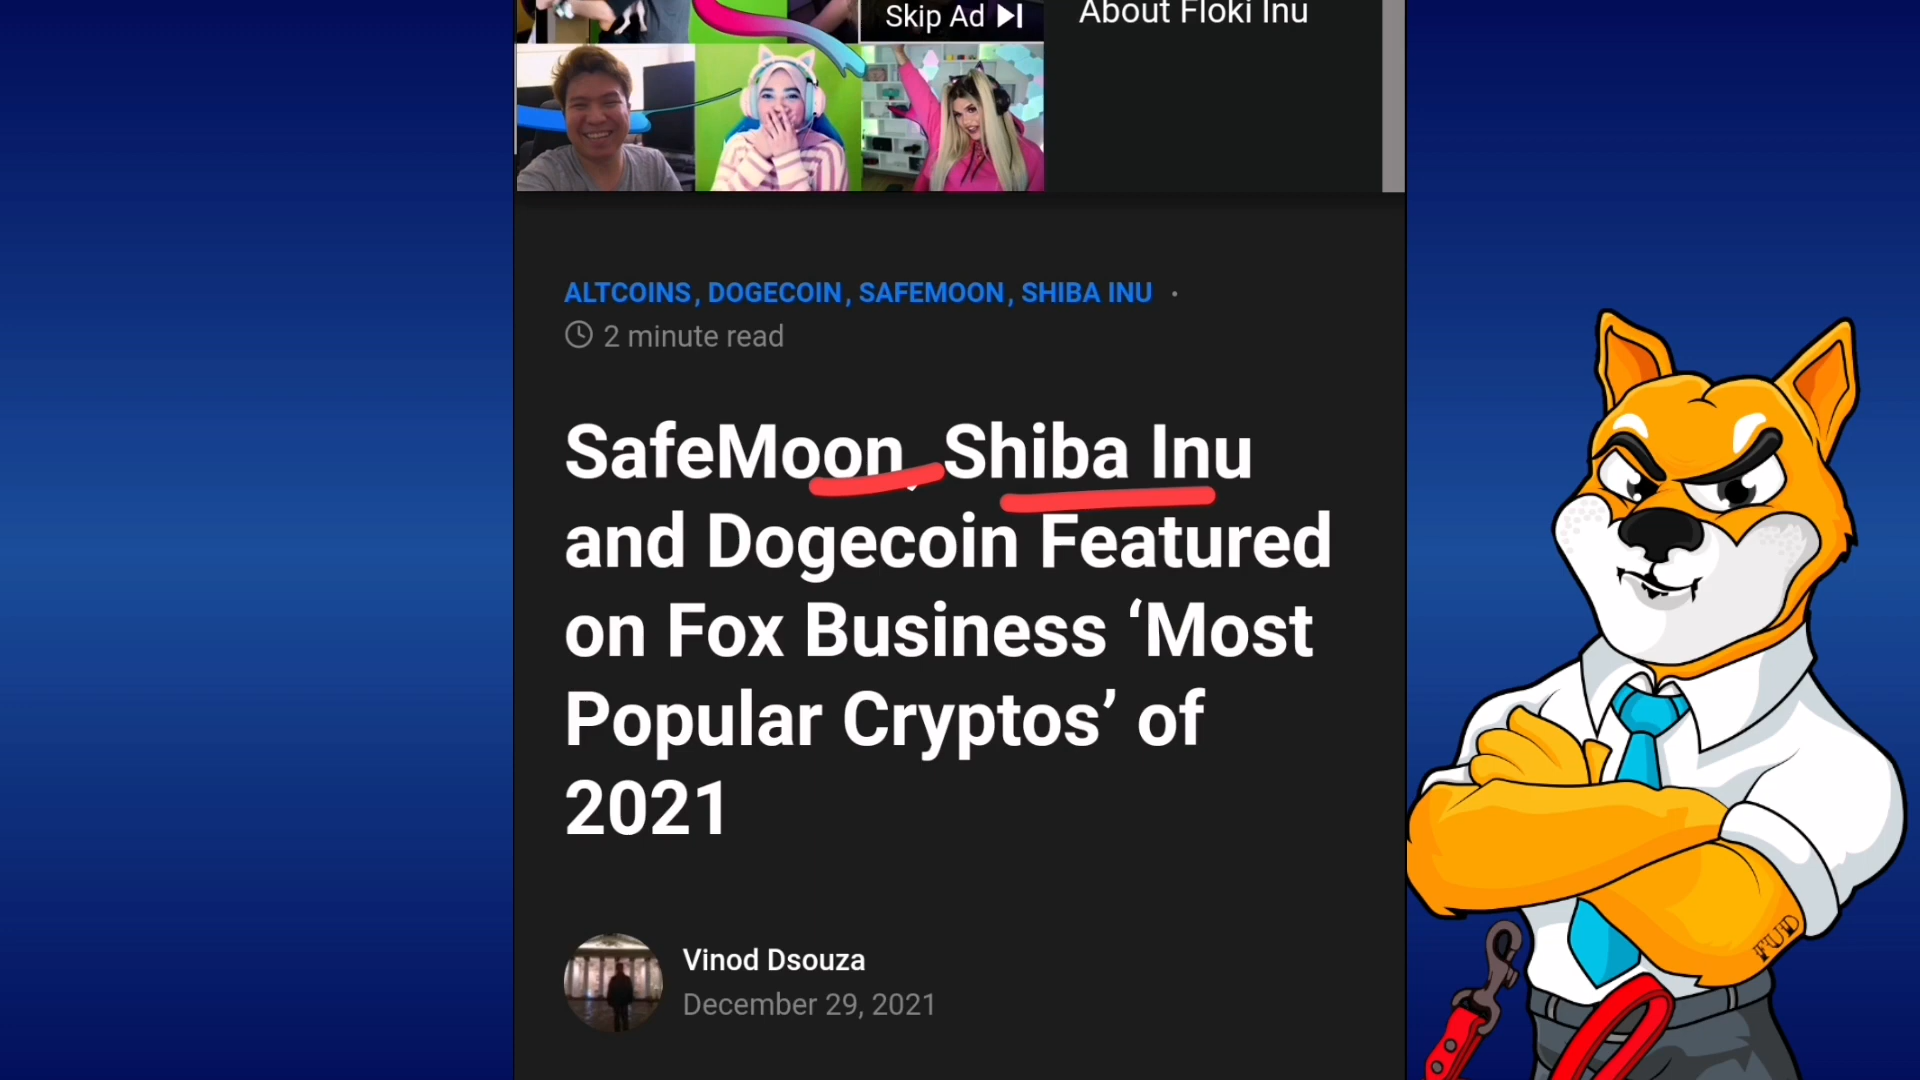 Skip Ad
About Floki Inu
ALTCOINS, DOGECOIN, SAFEMOON, SHIBA INU ·
2 minute read
SafeMoon, Shiba Inu
and Dogecoin Featured
on Fox Business ‘Most
Popular Cryptos’ of
2021
Vinod Dsouza
December 29, 2021
FUD